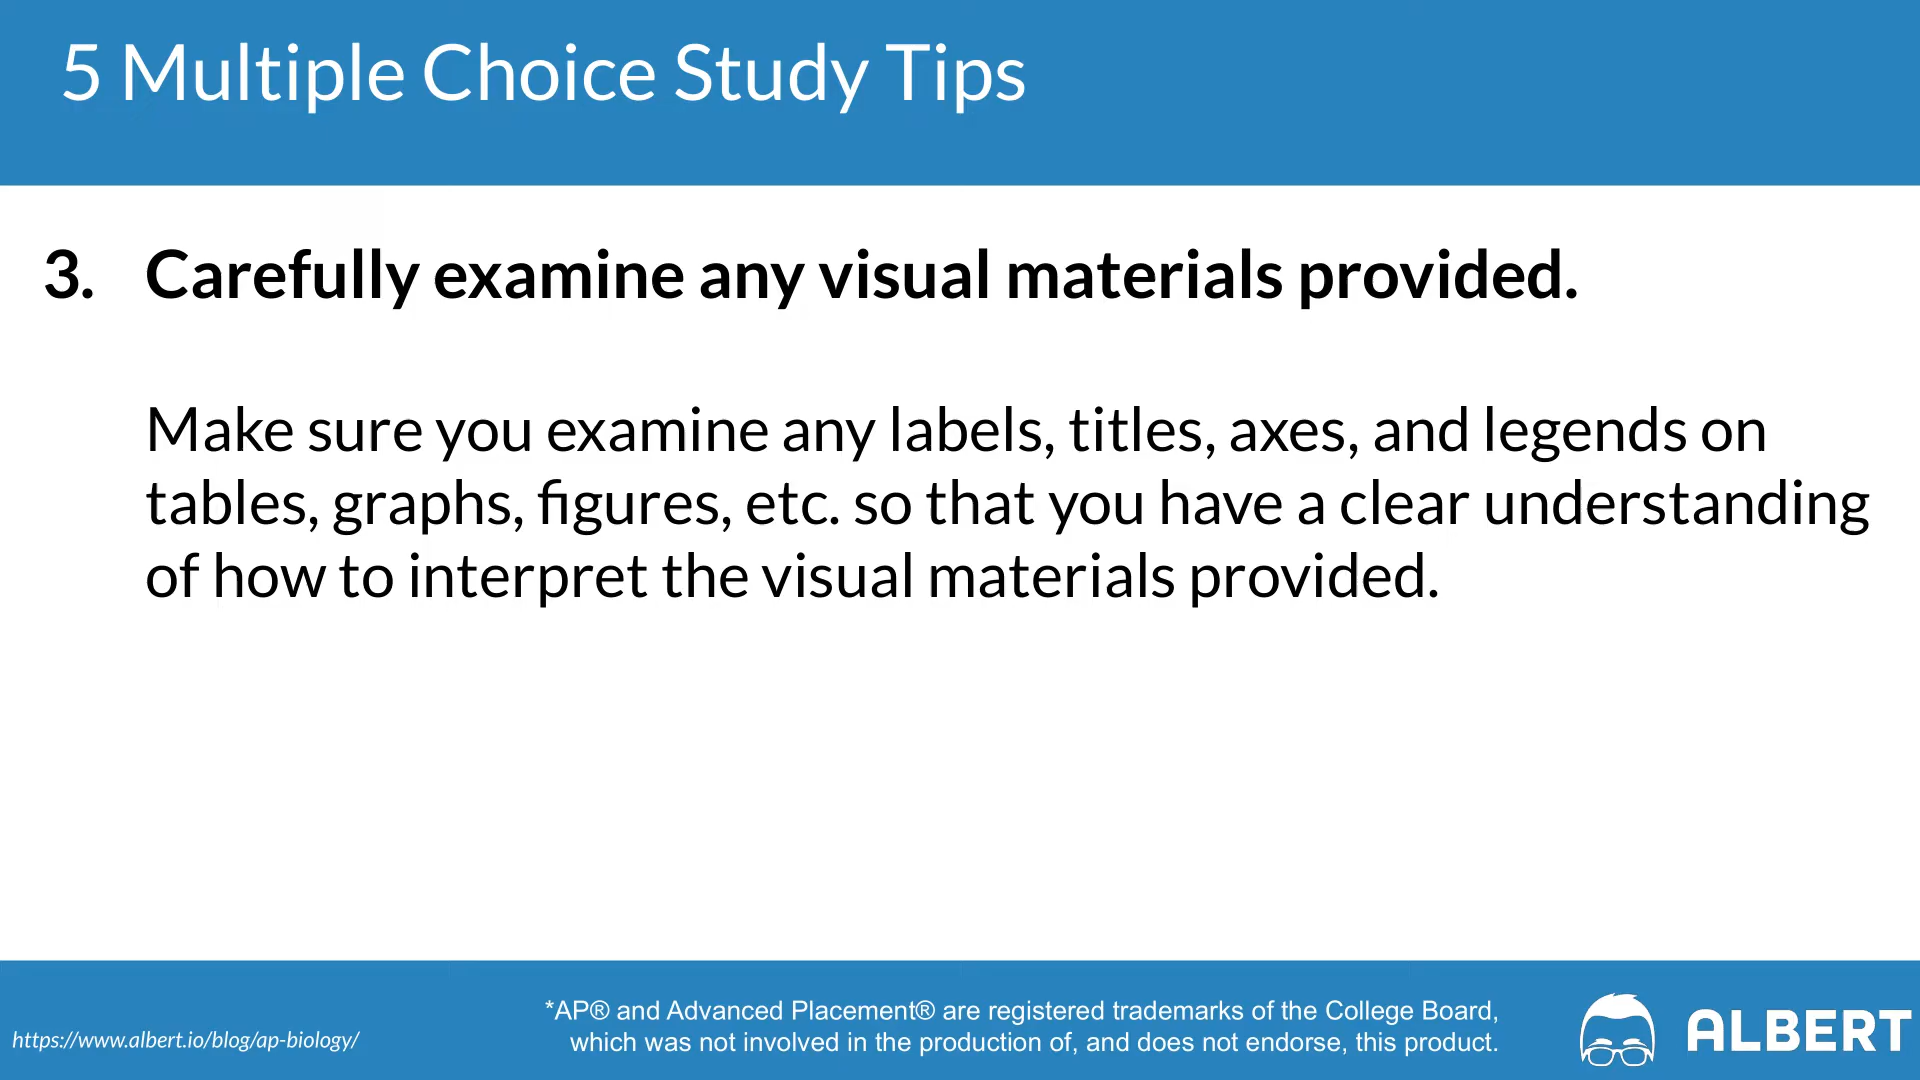 5 Multiple Choice Study Tips
3. Carefully examine any visual materials provided.
Make sure you examine any labels, titles, axes, and legends on
tables, graphs, figures, etc. so that you have a clear understanding
of how to interpret the visual materials provided.
https://www.albert.io/blog/ap-biology/
*AP® and Advanced Placement® are registered trademarks of the College Board,
which was not involved in the production of, and does not endorse, this product.
ALBERT